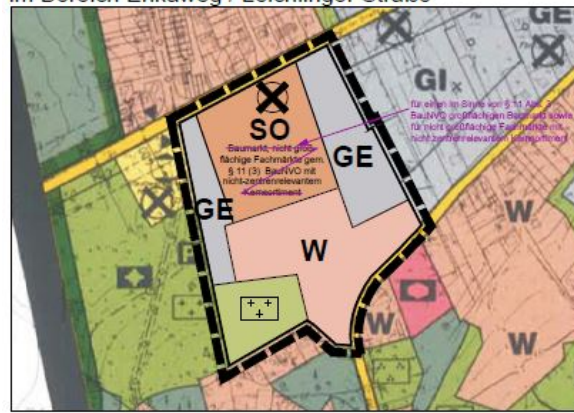 im Bereich Enkaweg / Leichlinger Straße
GE
GI
für einen im Sinne von § 11 Abs. 3
BauNVO großflächigen Baumarkt sowie
für nicht großflächige Fachmärkte mit
nicht-zentrenrelevantem Kernsortiment
SO
Baumarkt, nicht groß-
flächige Fachmärkte gem.
§ 11 (3) BauNVO mit
nicht-zentrenrelevantem
Kernsortiment
GE
GE
W
W
W
W